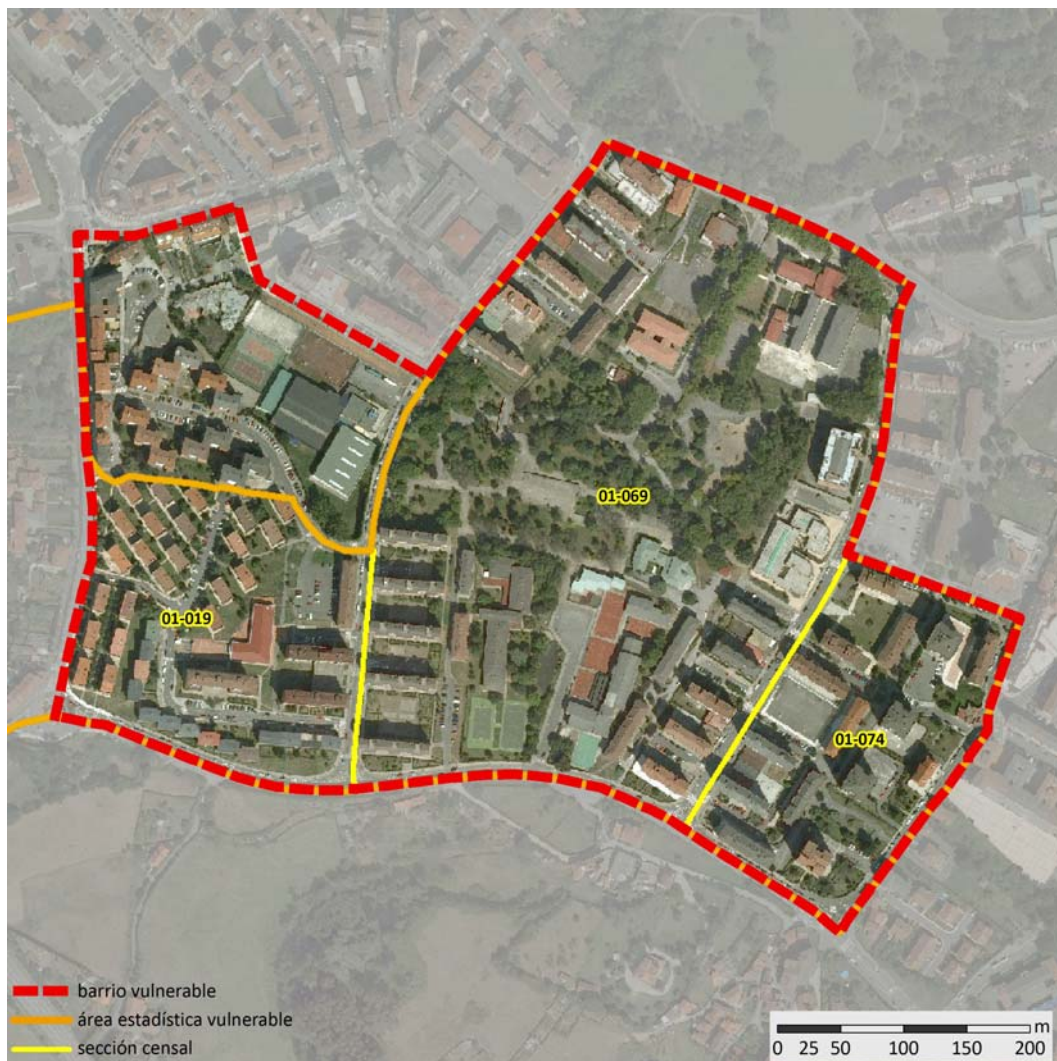 01-069
01-019
01-074
barrio vulnerable
área estadística vulnerable
sección censal
m
0 25 50 100 150 200